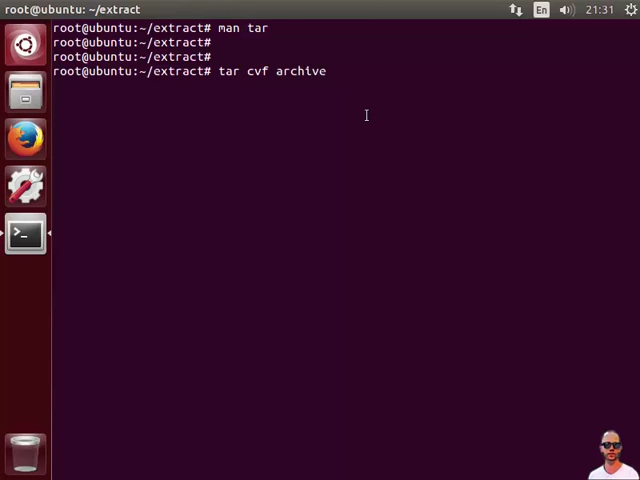 root@ubuntu: ~/extract
En
21:31
root@ubuntu:~/extract# man tar
root@ubuntu:~/extract#
root@ubuntu:~/extract#
root@ubuntu:~/extract# tar cvf archive
>_